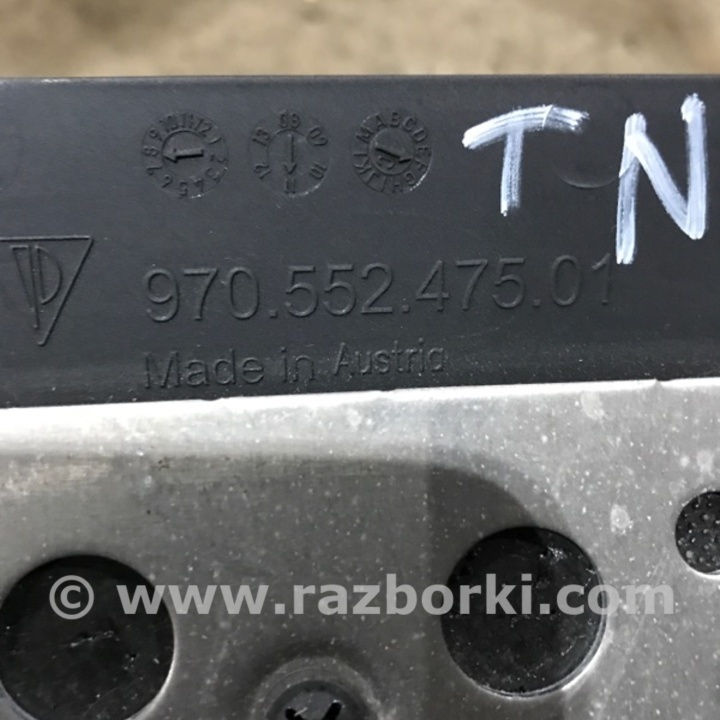 TN
970.552.475.01
Made in Austria
© www.razborki.com